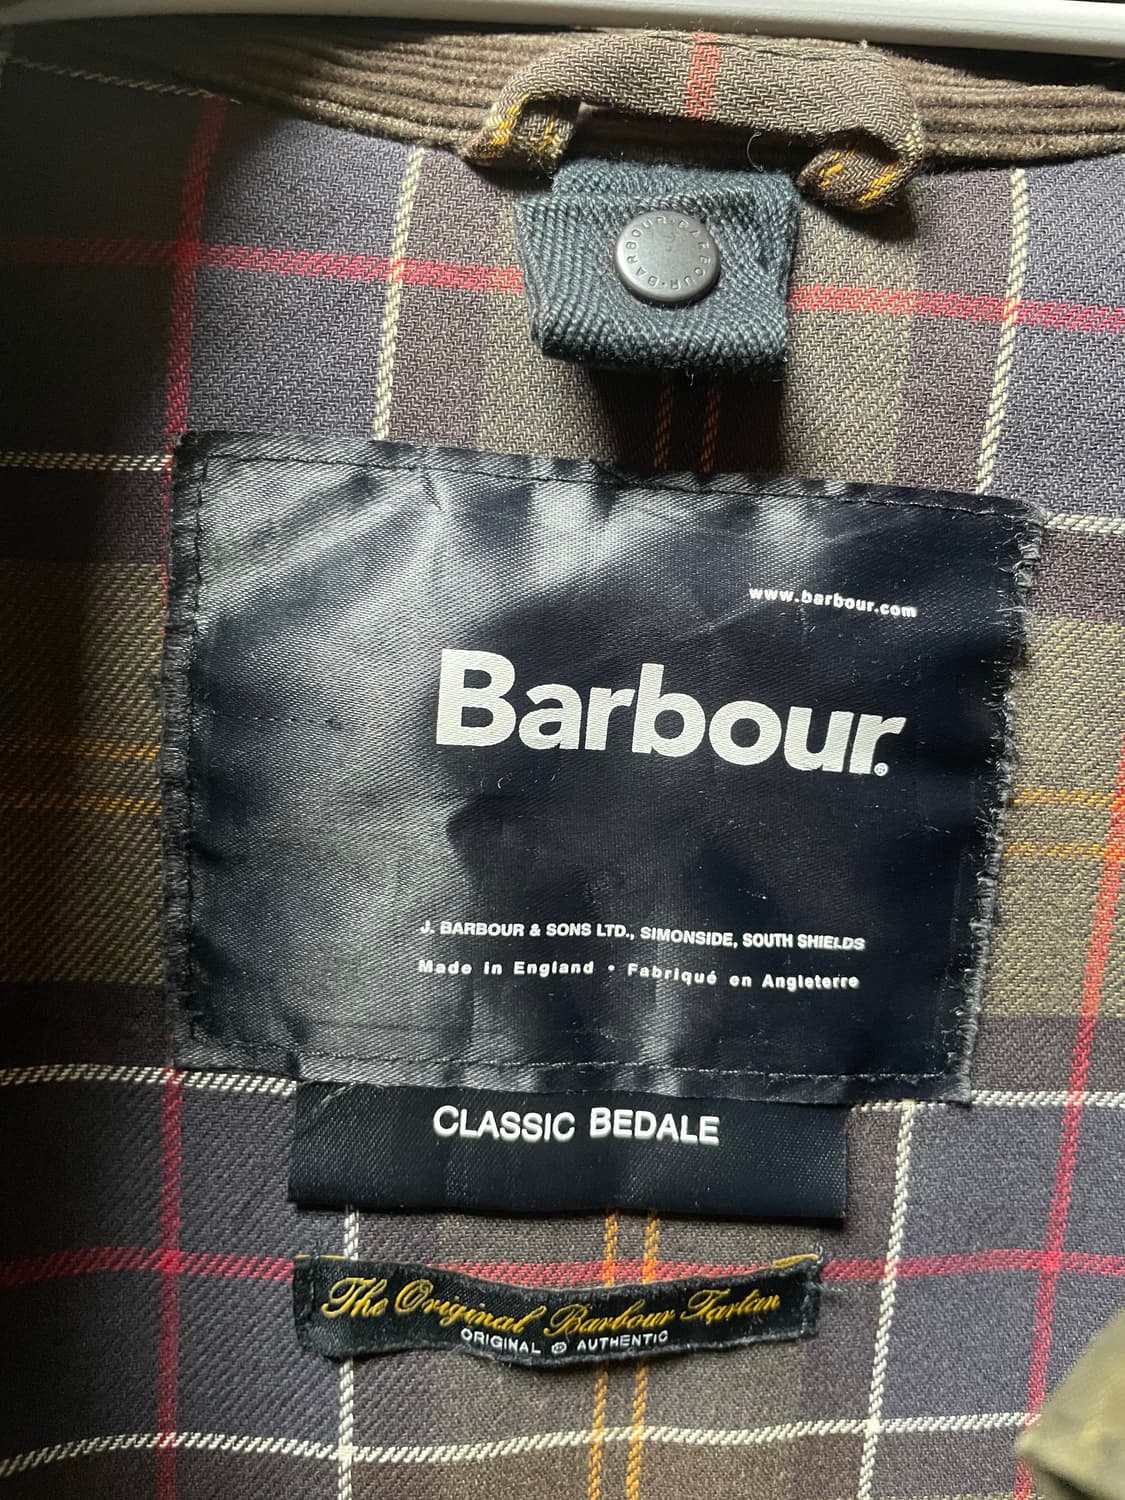 BARBOUR · BARBOUR ·
www.barbour.com
Barbour®
J. BARBOUR & SONS LTD., SIMONSIDE, SOUTH SHIELDS
Made in England • Fabriqué en Angleterre
CLASSIC BEDALE
The Original Barbour Tartan
ORIGINAL ® AUTHENTIC